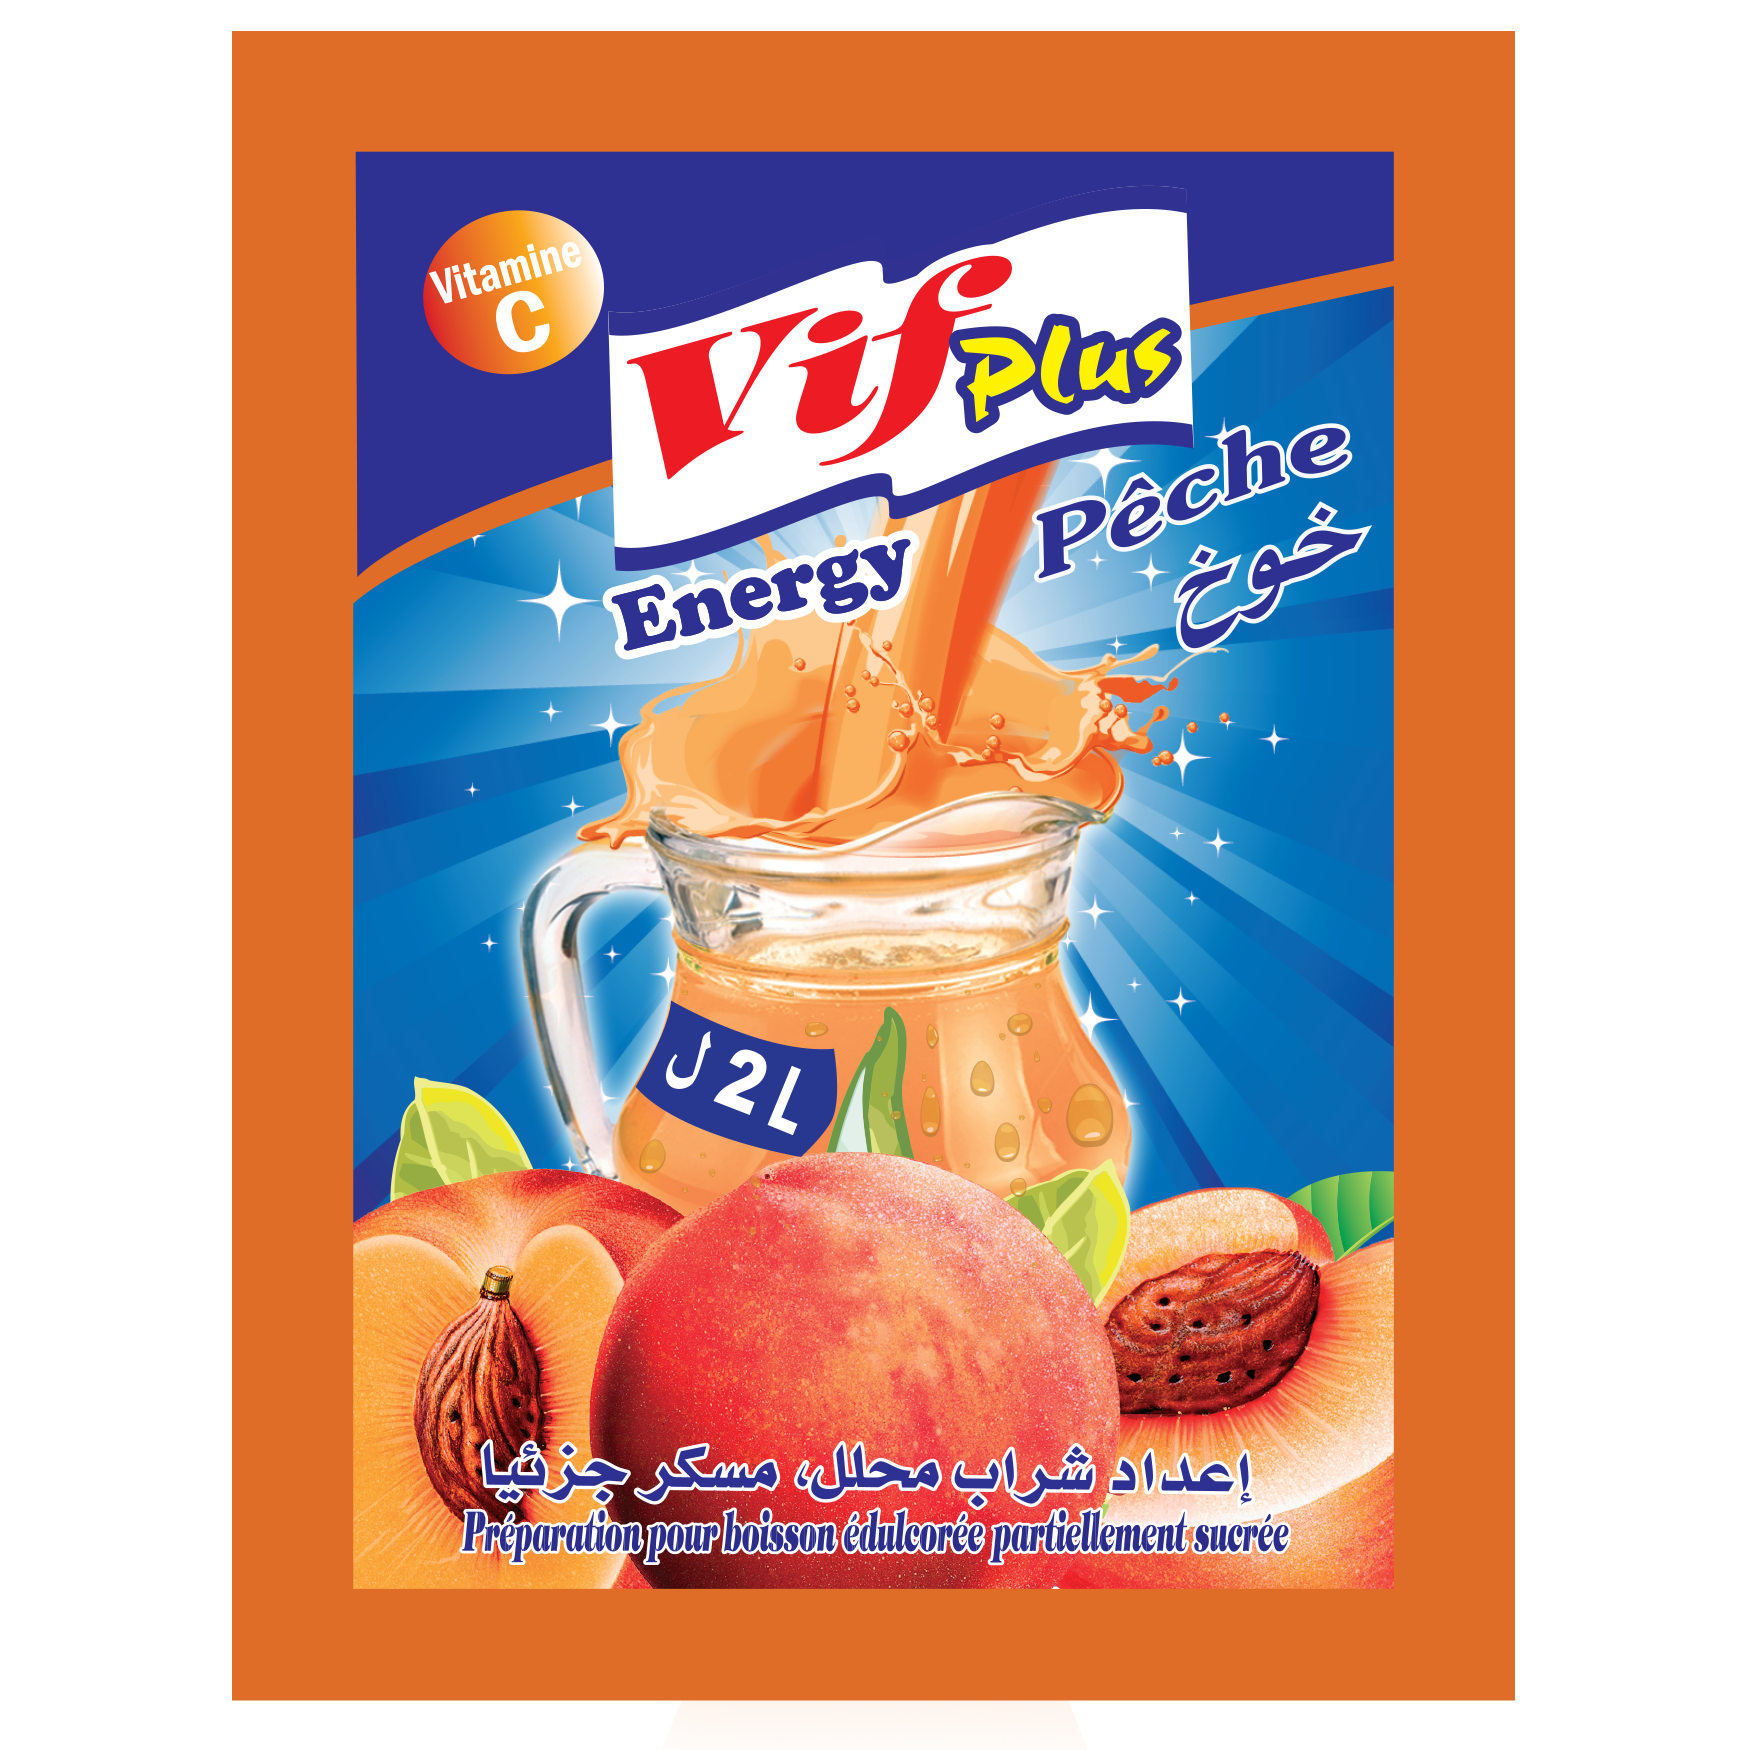 Vitamine
C
Vif Plus
Energy
Pêche
خوخ
ل 2L
إعداد شراب محلل، مسكر جزئيا
Préparation pour boisson édulcorée partiellement sucrée